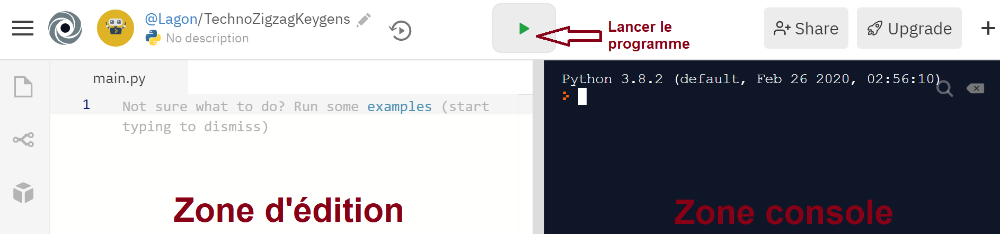 @Lagon/TechnoZigzagKeygens
No description
Lancer le
programme
Share
Upgrade
main.py
1
Not sure what to do? Run some examples (start
typing to dismiss)
Zone d'édition
Python 3.8.2 (default, Feb 26 2020, 02:56:10)
Zone console